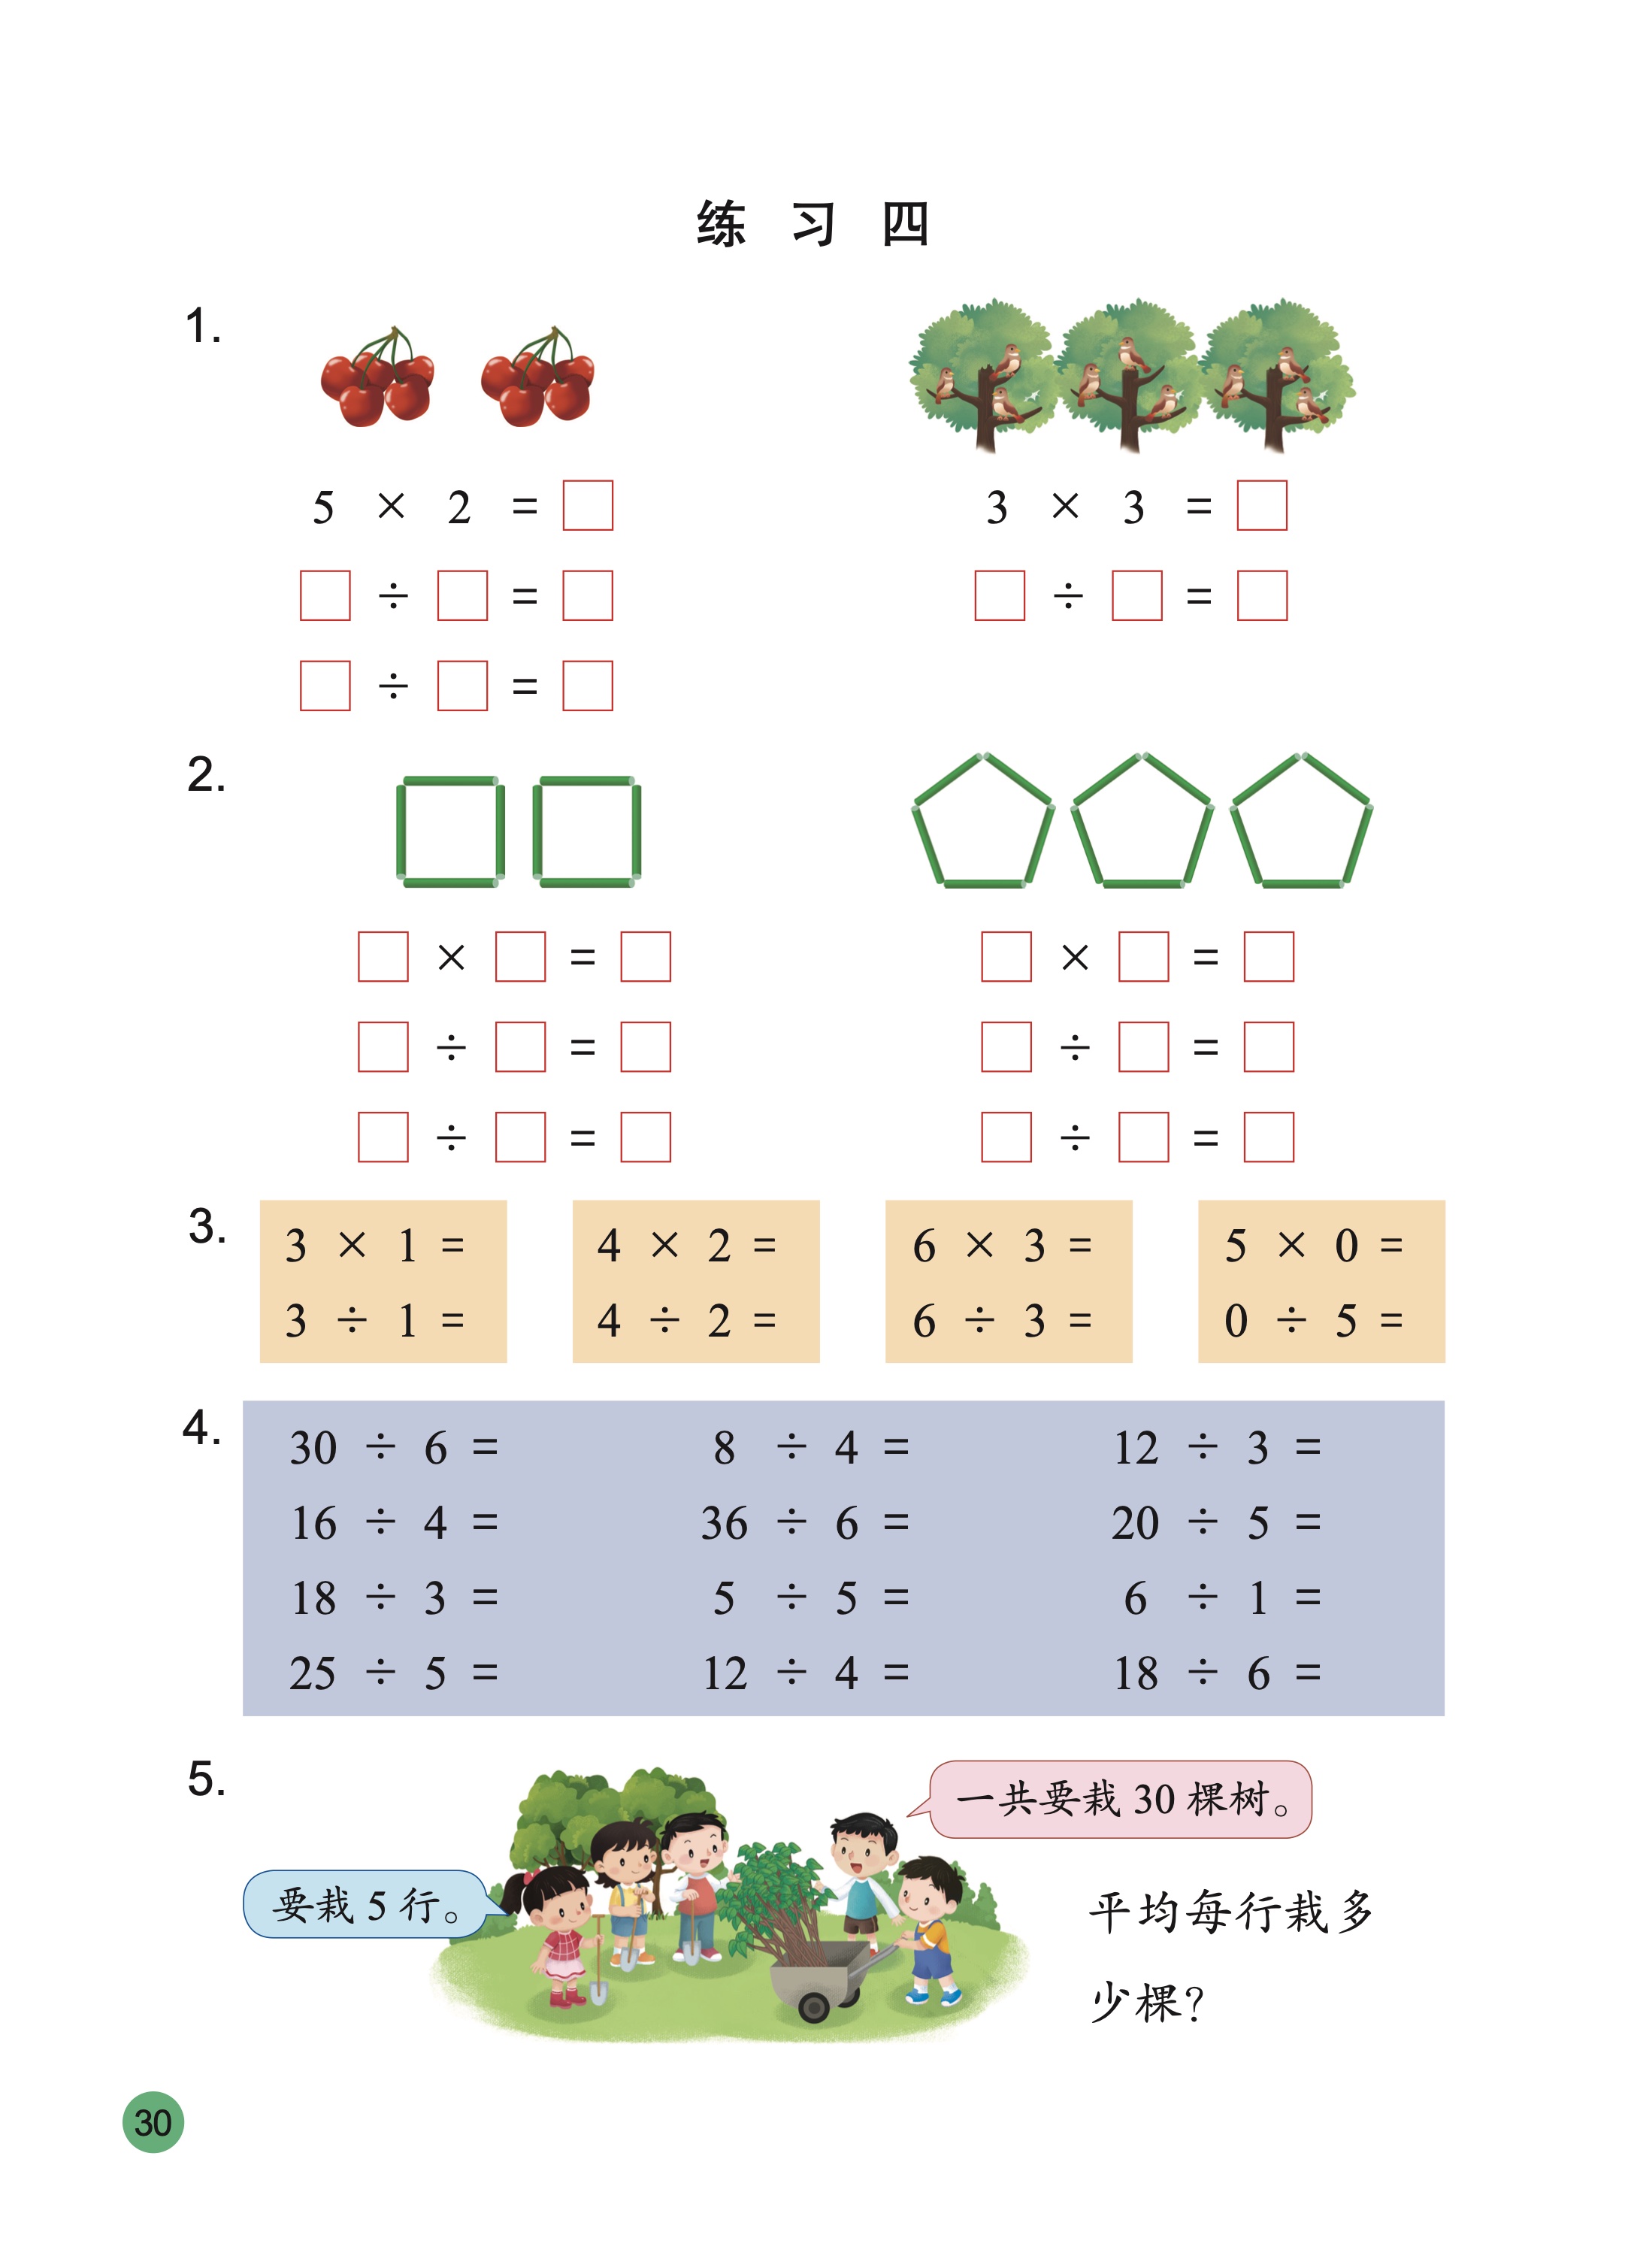 练 习 四
1.
5 × 2 = □    3 × 3 = □
□ ÷ □ = □    □ ÷ □ = □
□ ÷ □ = □
2.
□ × □ = □    □ × □ = □
□ ÷ □ = □    □ ÷ □ = □
□ ÷ □ = □    □ ÷ □ = □
3.
3 × 1 =    4 × 2 =    6 × 3 =    5 × 0 =
3 ÷ 1 =    4 ÷ 2 =    6 ÷ 3 =    0 ÷ 5 =
4.
30 ÷ 6 =    8 ÷ 4 =    12 ÷ 3 =
16 ÷ 4 =    36 ÷ 6 =    20 ÷ 5 =
18 ÷ 3 =    5 ÷ 5 =    6 ÷ 1 =
25 ÷ 5 =    12 ÷ 4 =    18 ÷ 6 =
5.
一共要栽 30 棵树。
要栽 5 行。
平均每行栽多
少棵？
30